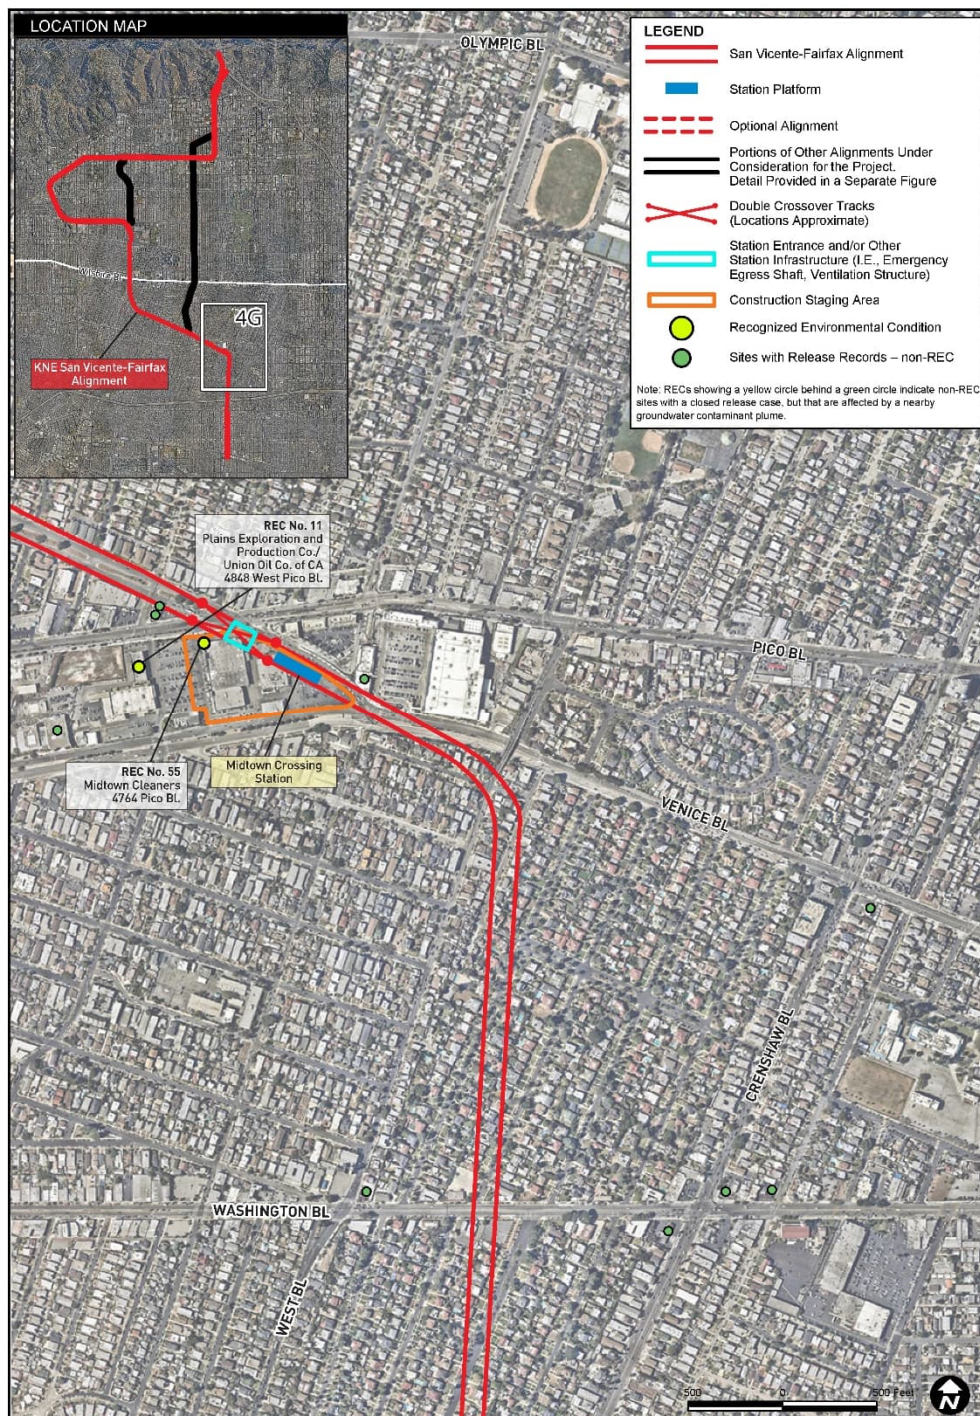 LOCATION MAP
Wilshire Bl
4G
KNE San Vicente-Fairfax
Alignment
OLYMPIC BL
LEGEND
San Vicente-Fairfax Alignment
Station Platform
Optional Alignment
Portions of Other Alignments Under
Consideration for the Project.
Detail Provided in a Separate Figure
Double Crossover Tracks
(Locations Approximate)
Station Entrance and/or Other
Station Infrastructure (I.E., Emergency
Egress Shaft, Ventilation Structure)
Construction Staging Area
Recognized Environmental Condition
Sites with Release Records – non-REC
Note: RECs showing a yellow circle behind a green circle indicate non-REC
sites with a closed release case, but that are affected by a nearby
groundwater contaminant plume.
REC No. 11
Plains Exploration and
Production Co./
Union Oil Co. of CA
4848 West Pico Bl.
PICO BL
REC No. 55
Midtown Cleaners
4764 Pico Bl.
Midtown Crossing
Station
VENICE BL
CRENSHAW BL
WASHINGTON BL
WEST BL
500 0 500 Feet
N